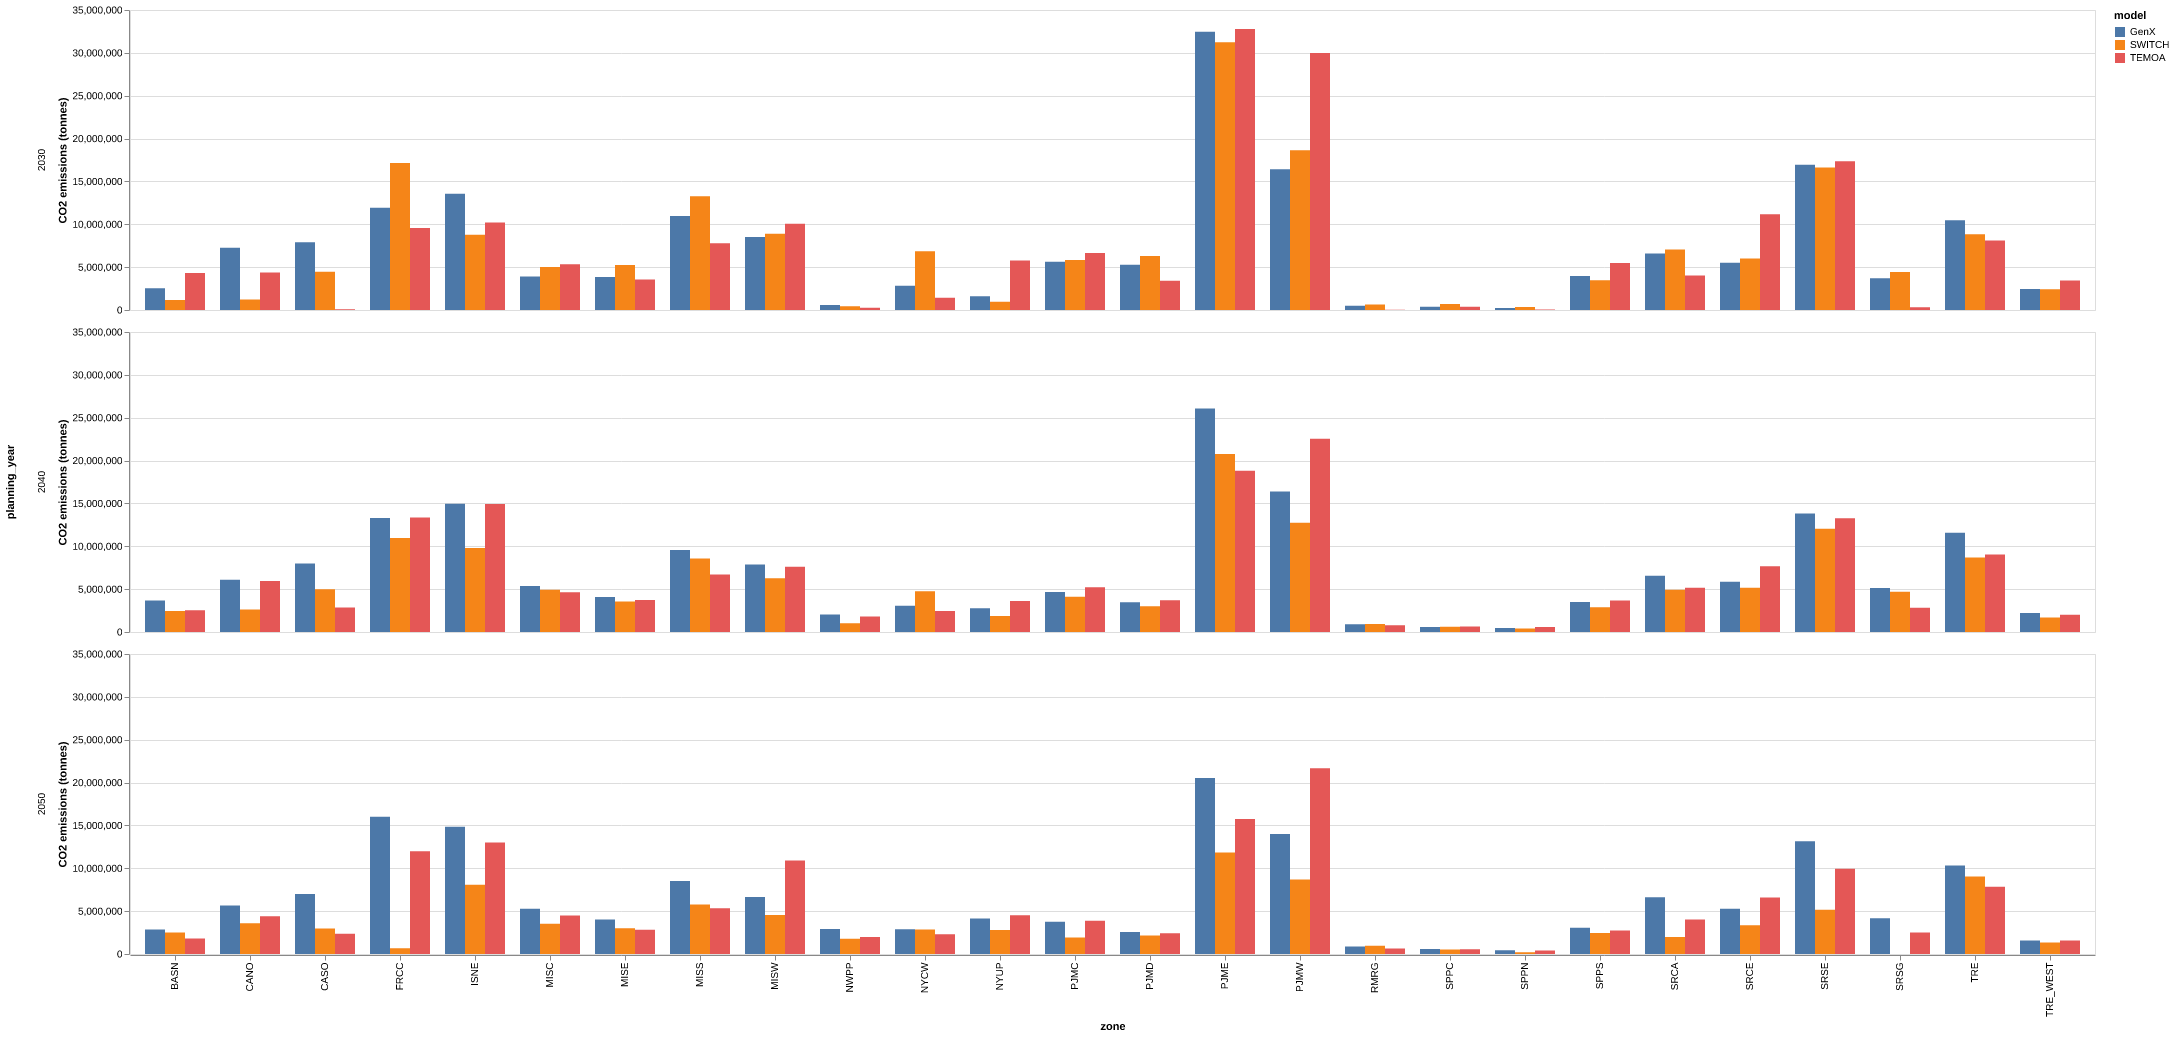 model
GenX
SWITCH
TEMOA
planning_year
2030
CO2 emissions (tonnes)
35,000,000
30,000,000
25,000,000
20,000,000
15,000,000
10,000,000
5,000,000
0
2040
CO2 emissions (tonnes)
35,000,000
30,000,000
25,000,000
20,000,000
15,000,000
10,000,000
5,000,000
0
2050
CO2 emissions (tonnes)
35,000,000
30,000,000
25,000,000
20,000,000
15,000,000
10,000,000
5,000,000
0
BASN
CANO
CASO
FRCC
ISNE
MISC
MISE
MISS
MISW
NWPP
NYCW
NYUP
PJMC
PJMD
PJME
PJMW
RMRG
SPPC
SPPN
SPPS
SRCA
SRCE
SRSE
SRSG
TRE
TRE_WEST
zone